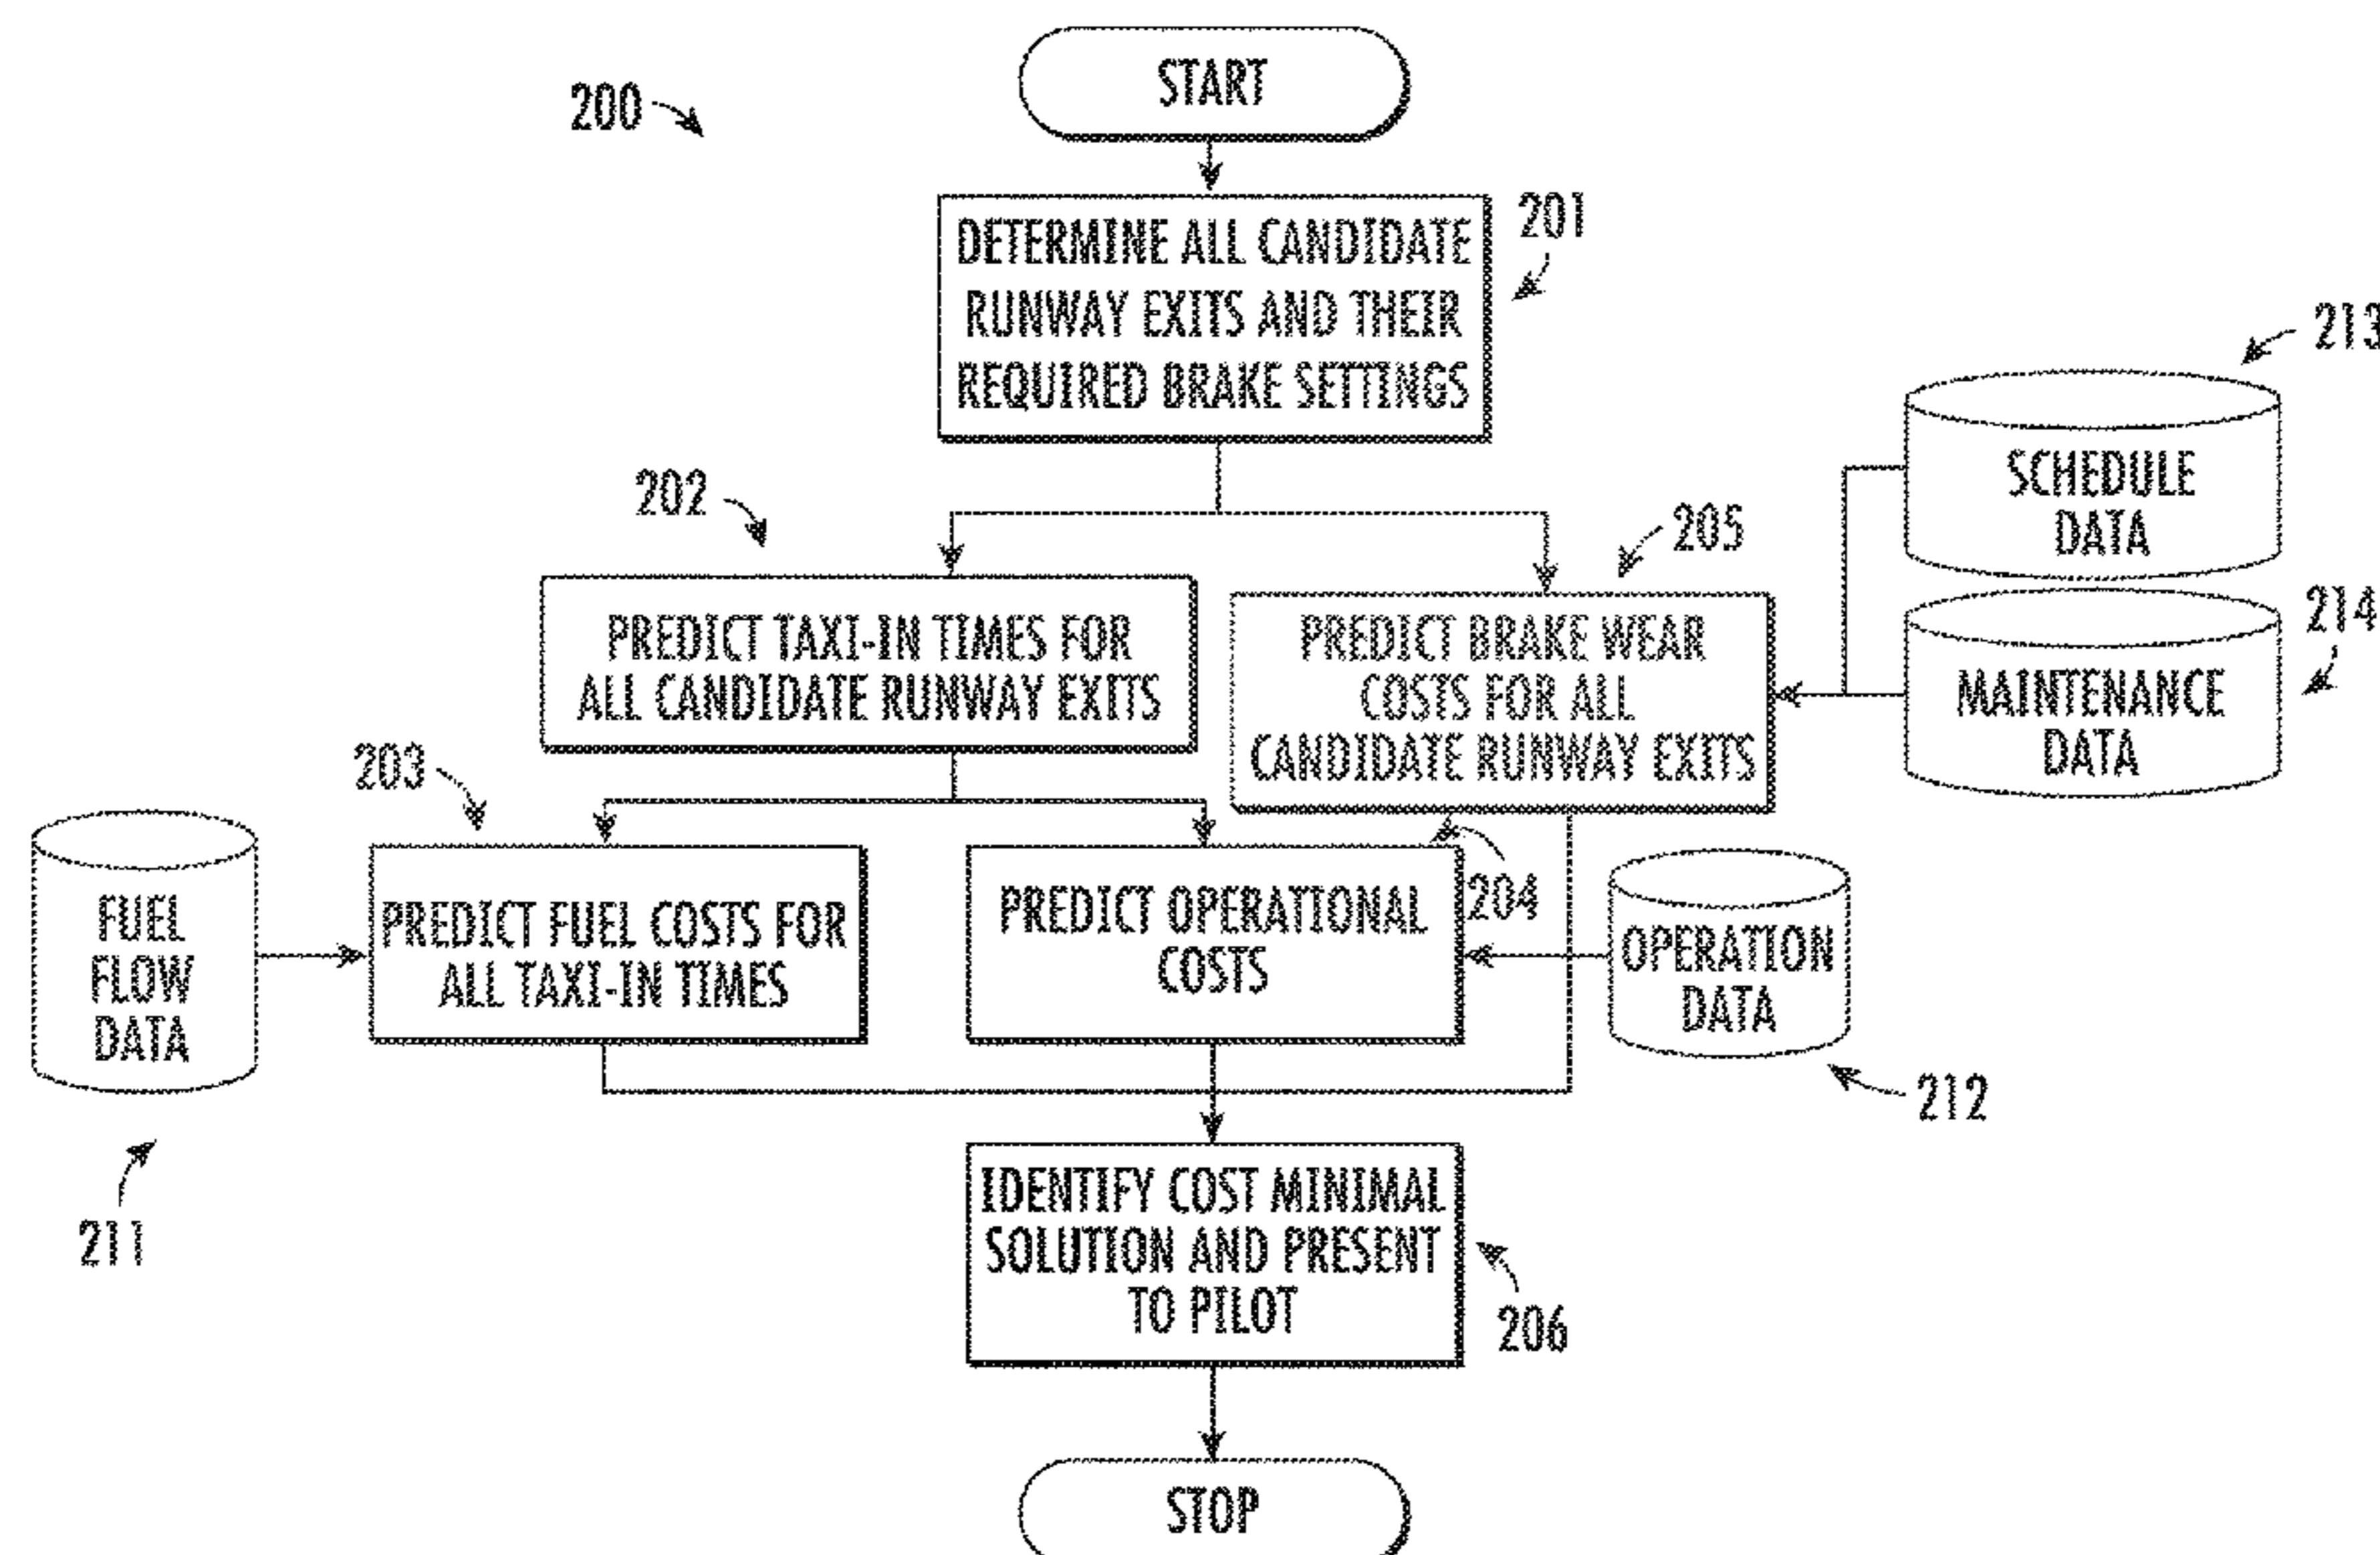 START
200
DETERMINE ALL CANDIDATE
RUNWAY EXITS AND THEIR
REQUIRED BRAKE SETTINGS
201
213
SCHEDULE
DATA
202
205
214
PREDICT TAXI-IN TIMES FOR
ALL CANDIDATE RUNWAY EXITS
PREDICT BRAKE WEAR
COSTS FOR ALL
CANDIDATE RUNWAY EXITS
MAINTENANCE
DATA
203
FUEL
FLOW
DATA
PREDICT FUEL COSTS FOR
ALL TAXI-IN TIMES
PREDICT OPERATIONAL
COSTS
204
OPERATION
DATA
212
211
IDENTIFY COST MINIMAL
SOLUTION AND PRESENT
TO PILOT
206
STOP